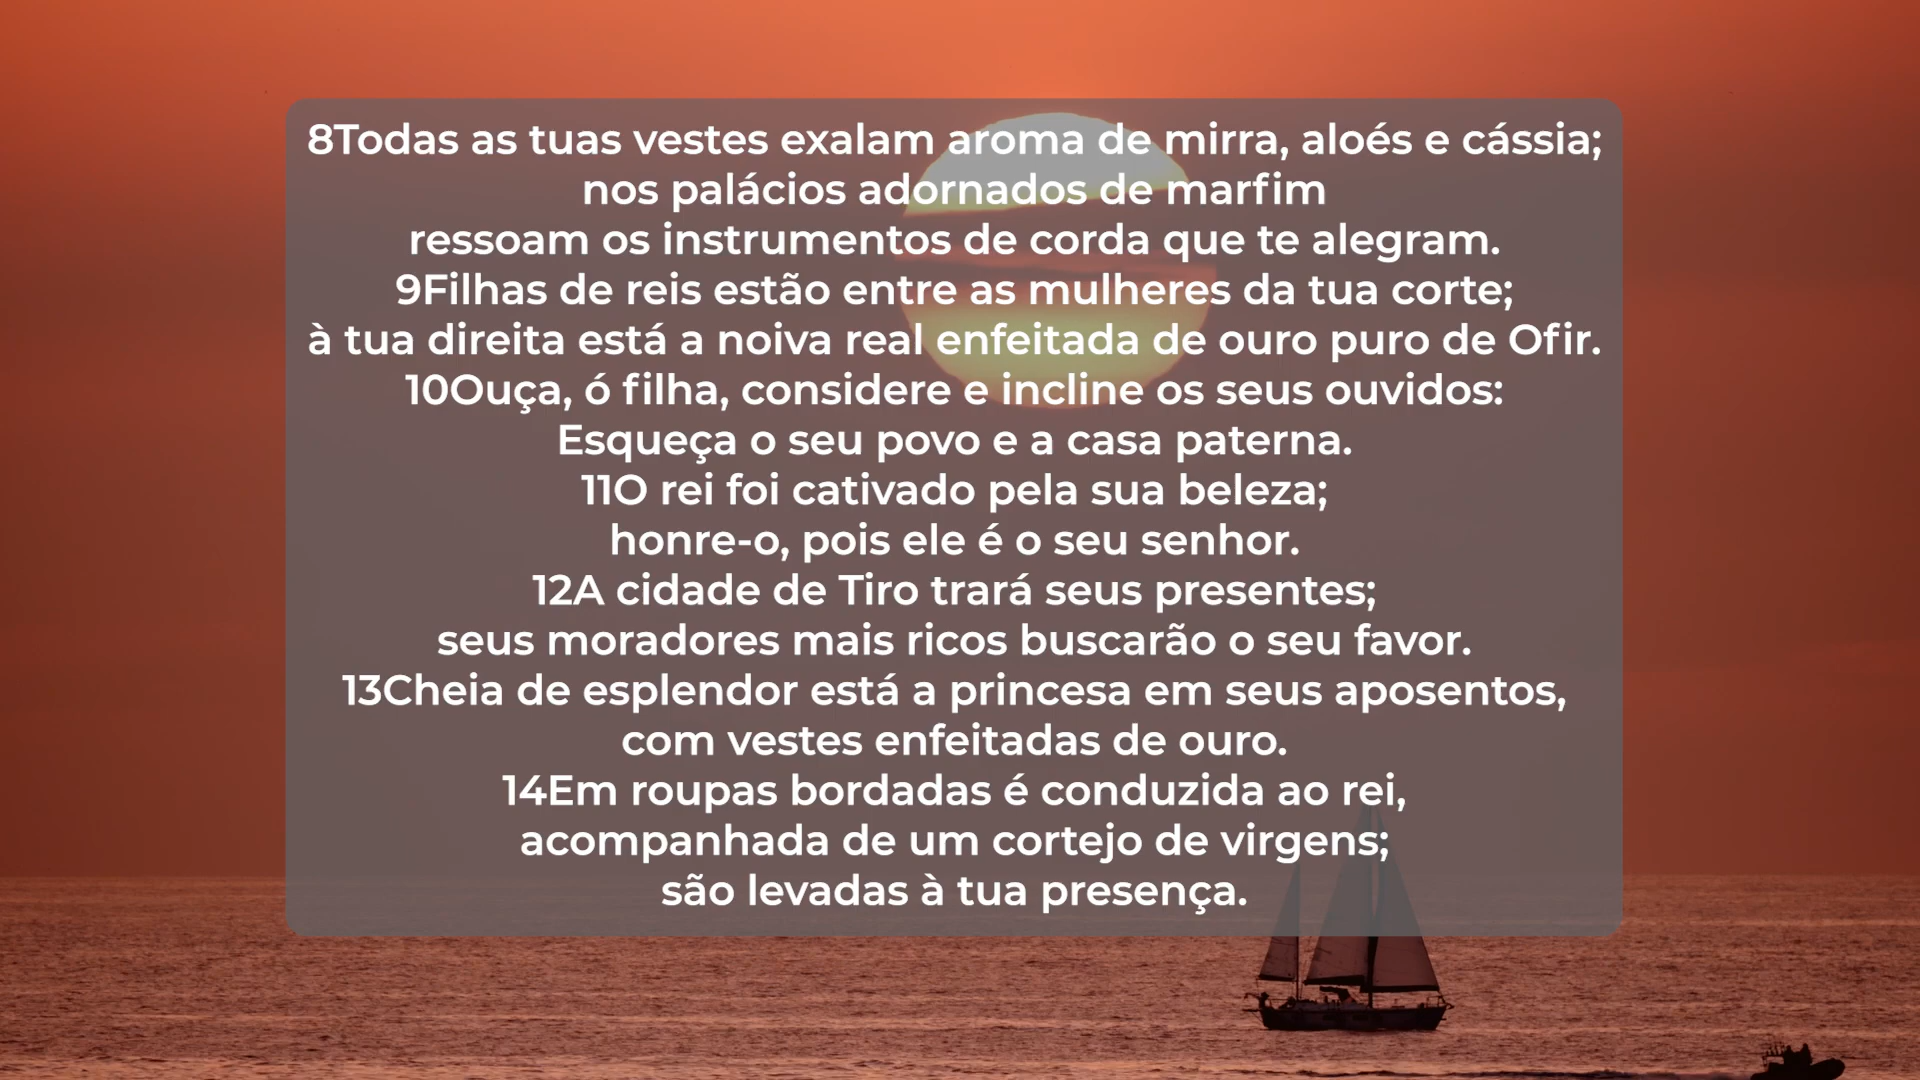 8Todas as tuas vestes exalam aroma de mirra, aloés e cássia;
nos palácios adornados de marfim
ressoam os instrumentos de corda que te alegram.
9Filhas de reis estão entre as mulheres da tua corte;
à tua direita está a noiva real enfeitada de ouro puro de Ofir.
10Ouça, ó filha, considere e incline os seus ouvidos:
Esqueça o seu povo e a casa paterna.
11O rei foi cativado pela sua beleza;
honre-o, pois ele é o seu senhor.
12A cidade de Tiro trará seus presentes;
seus moradores mais ricos buscarão o seu favor.
13Cheia de esplendor está a princesa em seus aposentos,
com vestes enfeitadas de ouro.
14Em roupas bordadas é conduzida ao rei,
acompanhada de um cortejo de virgens;
são levadas à tua presença.